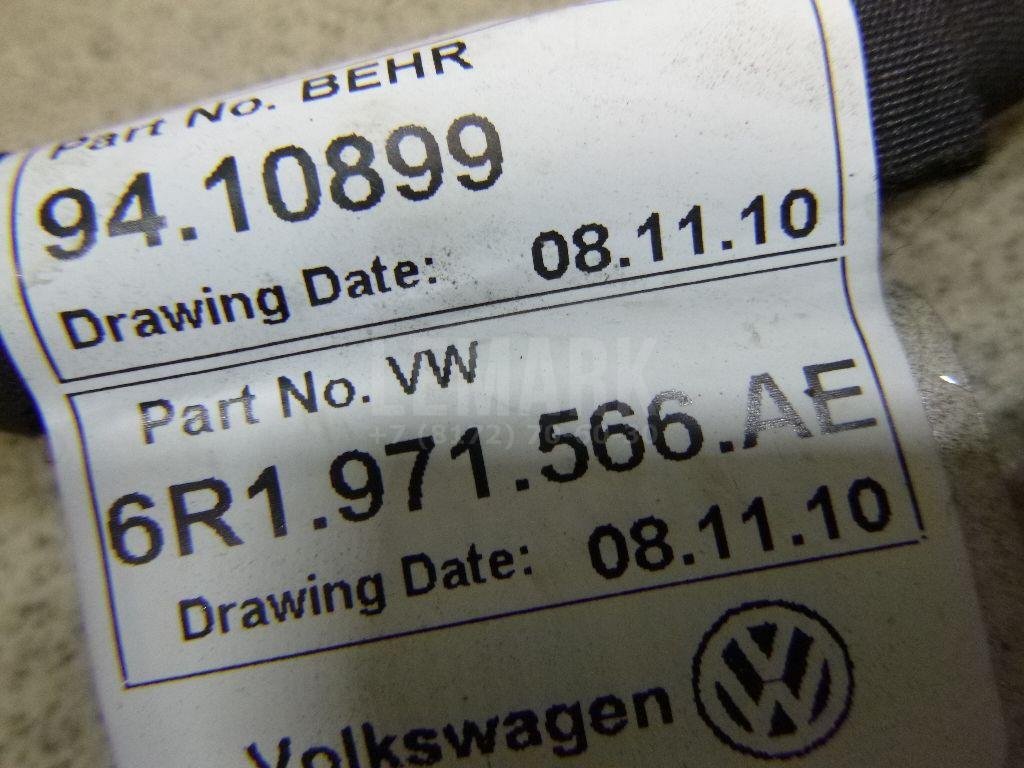 Part No. BEHR
94.10899
Drawing Date: 08.11.10
Part No. VW
LEMARK
6R1.971.566.AE
Drawing Date: 08.11.10
Volkswagen